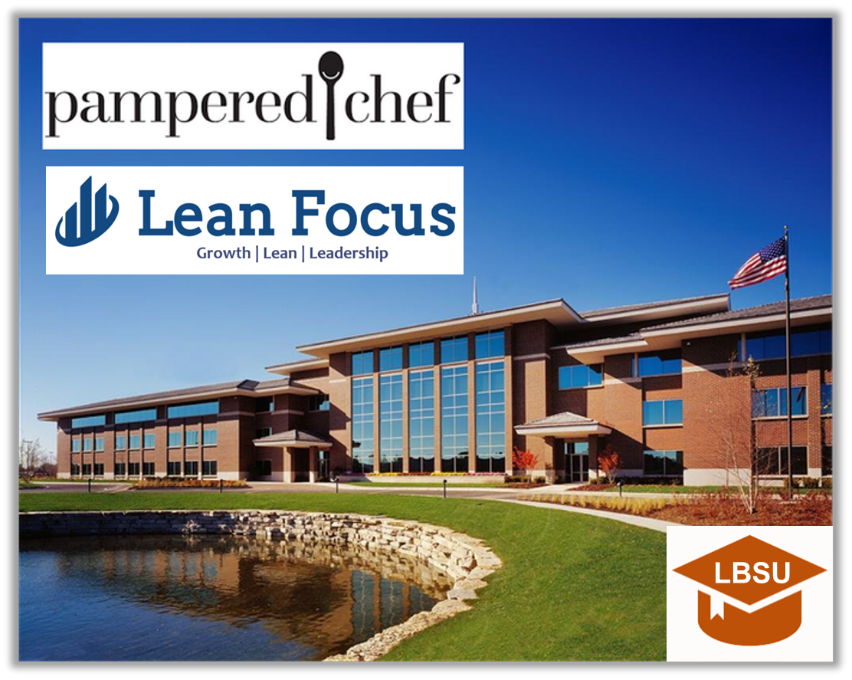 pampered chef
Lean Focus
Growth | Lean | Leadership
LBSU